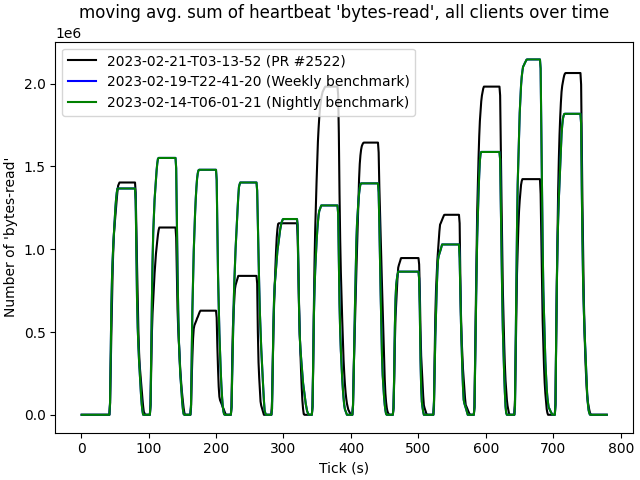 moving avg. sum of heartbeat 'bytes-read', all clients over time
1e6
2023-02-21-T03-13-52 (PR #2522)
2023-02-19-T22-41-20 (Weekly benchmark)
2023-02-14-T06-01-21 (Nightly benchmark)
Number of 'bytes-read'
2.0
1.5
1.0
0.5
0.0
0 100 200 300 400 500 600 700 800
Tick (s)